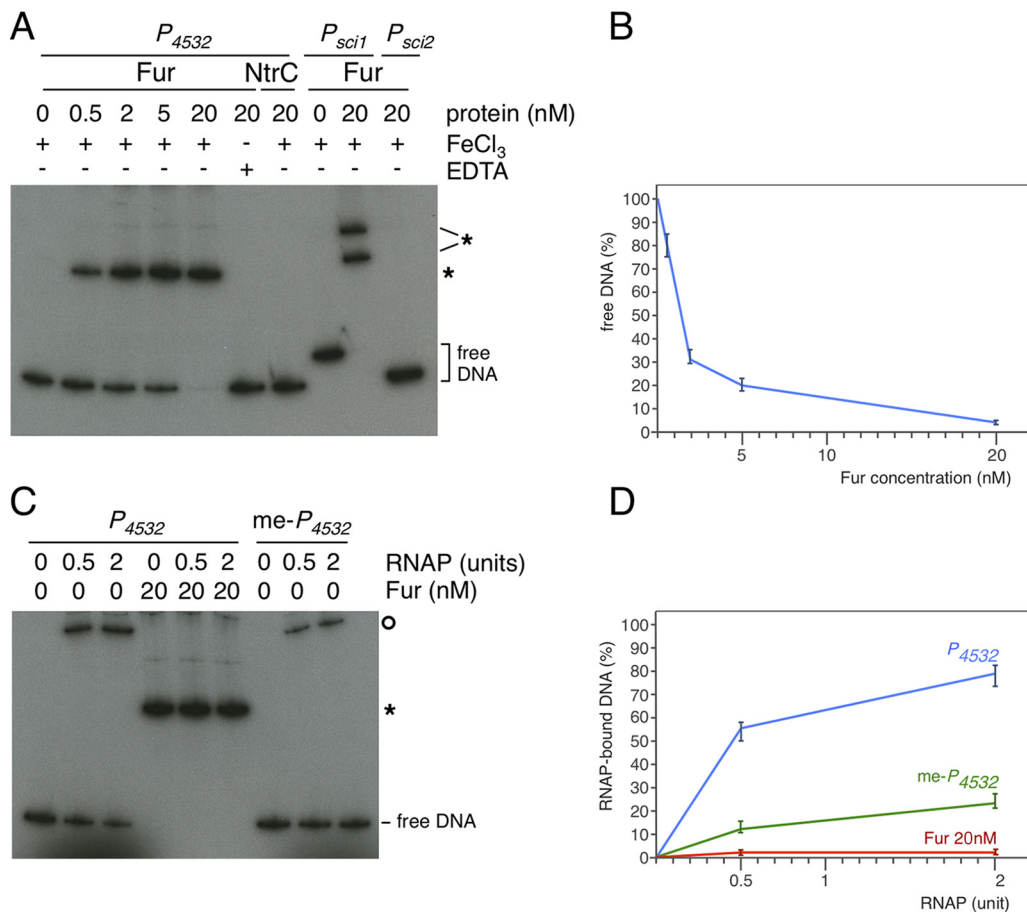 A
P4532 Psci1 Psci2
Fur NtrC Fur
0 0.5 2 5 20 20 20 0 20 20 protein (nM)
+ + + + + - + + + + FeCl3
- - - - - + - - - - EDTA
*
*
free
DNA
B
100
90
80
70
60
50
40
30
20
10
0
free DNA (%)
5 10 20
Fur concentration (nM)
C
P4532 me-P4532
0 0.5 2 0 0.5 2 0 0.5 2 RNAP (units)
0 0 0 20 20 20 0 0 0 Fur (nM)
*
free DNA
D
100
90
80
70
60
50
40
30
20
10
0
RNAP-bound DNA (%)
P4532
me-P4532
Fur 20nM
0.5 1 2
RNAP (unit)